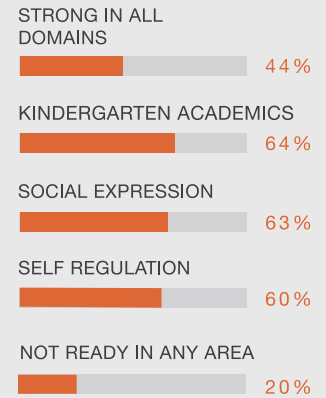 STRONG IN ALL
DOMAINS
44%
KINDERGARTEN ACADEMICS
64%
SOCIAL EXPRESSION
63%
SELF REGULATION
60%
NOT READY IN ANY AREA
20%